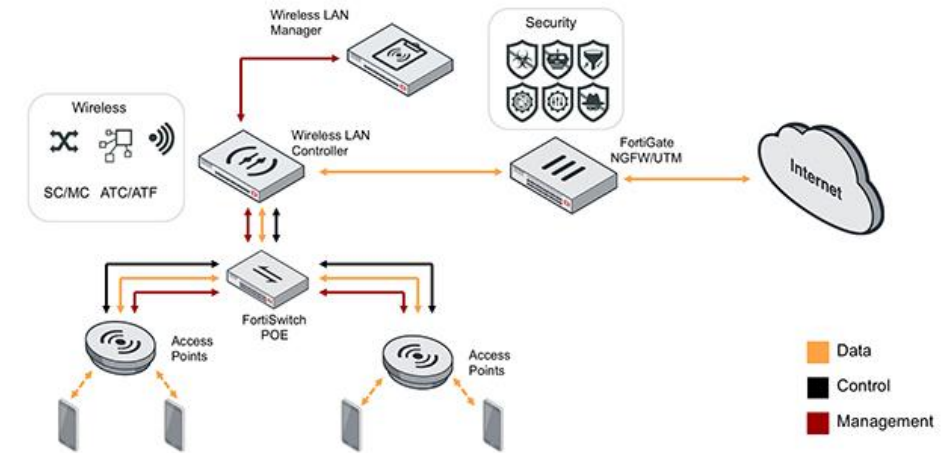 Wireless LAN
Manager
Security
Wireless
SC/MC ATC/ATF
Wireless LAN
Controller
FortiGate
NGFW/UTM
Internet
FortiSwitch
POE
Access
Points
Access
Points
Data
Control
Management